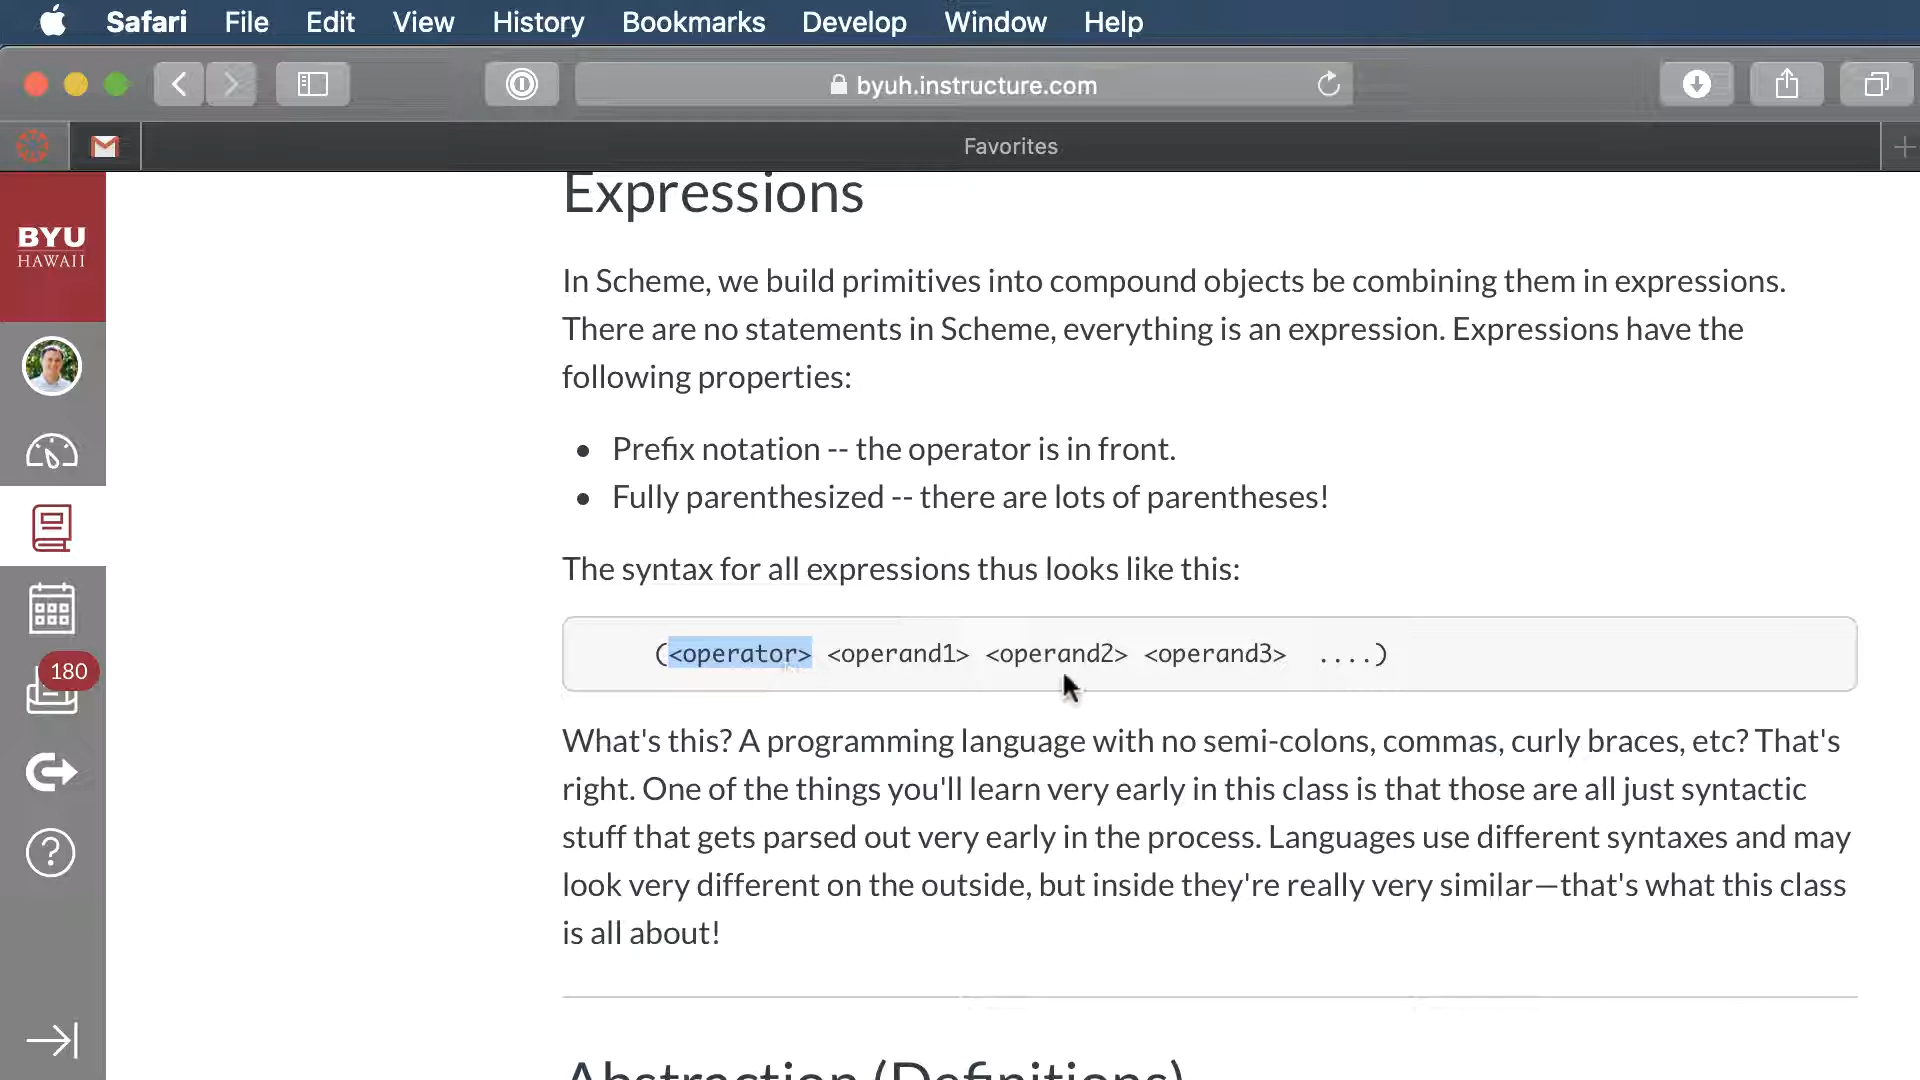 Safari File Edit View History Bookmarks Develop Window Help
byuh.instructure.com
Favorites
BYU
HAWAII
180
Expressions
In Scheme, we build primitives into compound objects be combining them in expressions.
There are no statements in Scheme, everything is an expression. Expressions have the
following properties:
• Prefix notation -- the operator is in front.
• Fully parenthesized -- there are lots of parentheses!
The syntax for all expressions thus looks like this:
(<operator> <operand1> <operand2> <operand3> ....)
What's this? A programming language with no semi-colons, commas, curly braces, etc? That's
right. One of the things you'll learn very early in this class is that those are all just syntactic
stuff that gets parsed out very early in the process. Languages use different syntaxes and may
look very different on the outside, but inside they're really very similar—that's what this class
is all about!
Abstraction (Definitions)